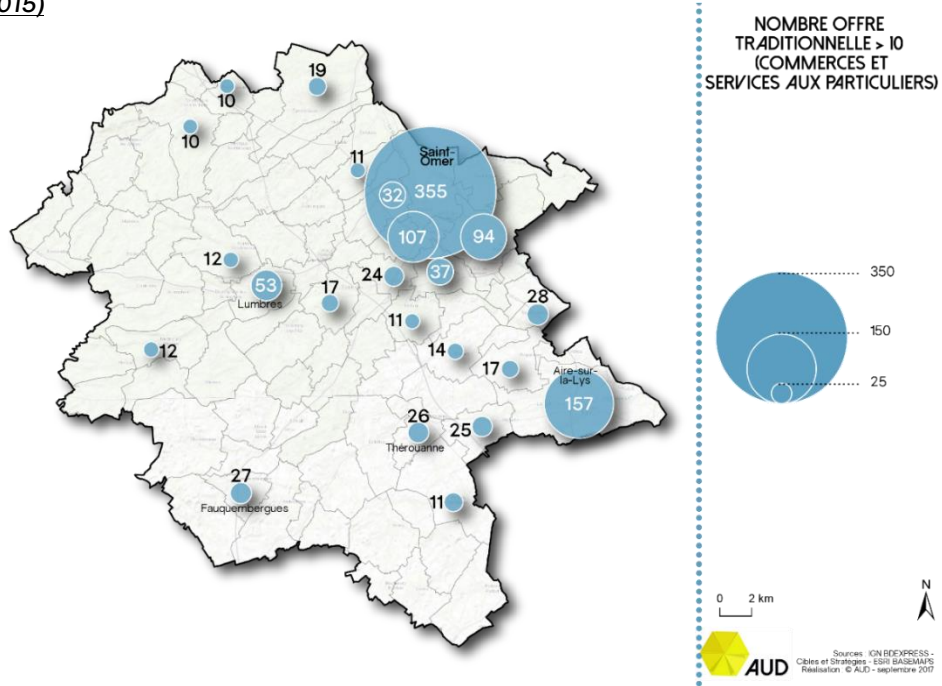 015)
NOMBRE OFFRE
TRADITIONNELLE > 10
(COMMERCES ET
SERVICES AUX PARTICULIERS)
19
10
10
11
Saint-
Omer
32
355
107
94
12
53
Lumbres
17
24
37
11
28
12
14
17
Aire-sur-
la-Lys
157
26
Thérouanne
25
27
Fauquembergues
11
350
150
25
0 2 km
N
AUD
Sources : IGN BDEXPRESS -
Cibles et Stratégies - ESRI BASEMAPS
Réalisation : © AUD - septembre 2017